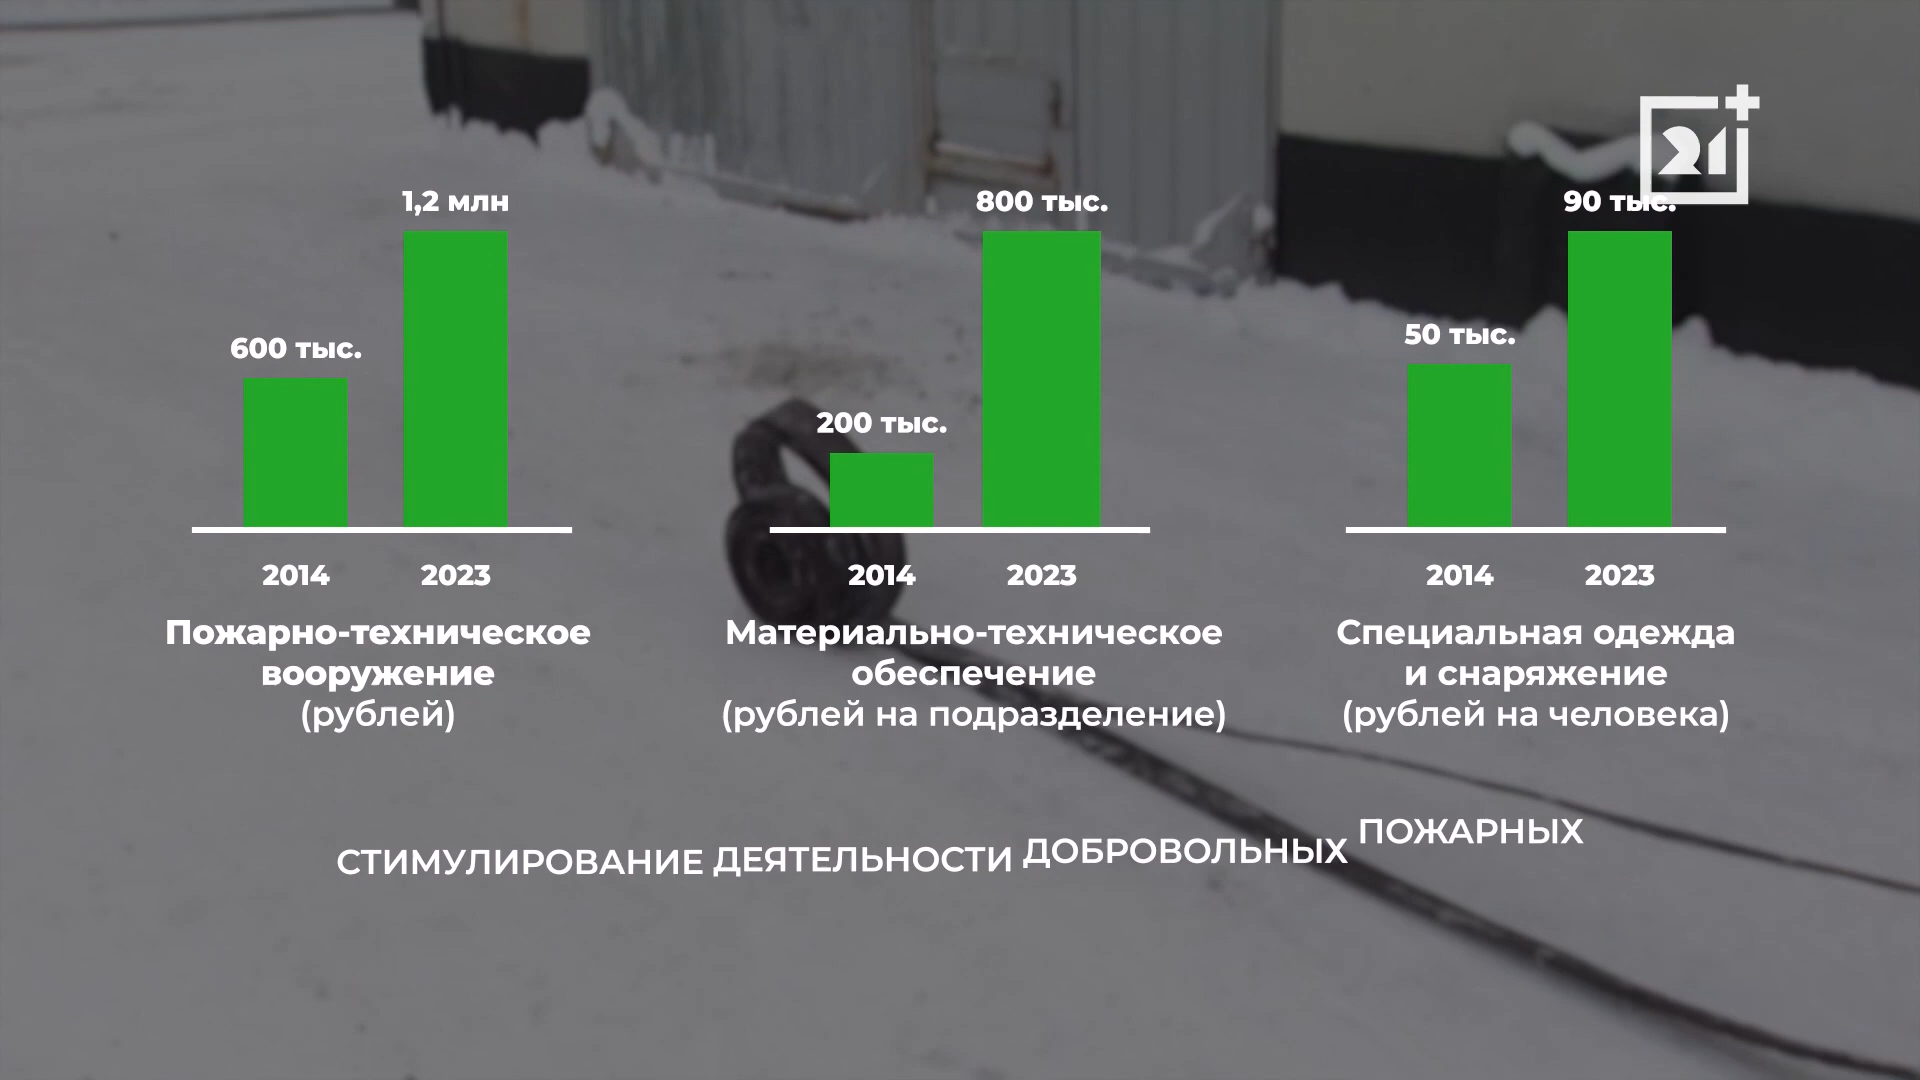 21+
1,2 млн
800 тыс.
90 тыс.
600 тыс.
200 тыс.
50 тыс.
2014 2023
2014 2023
2014 2023
Пожарно-техническое
вооружение
(рублей)
Материально-техническое
обеспечение
(рублей на подразделение)
Специальная одежда
и снаряжение
(рублей на человека)
СТИМУЛИРОВАНИЕ ДЕЯТЕЛЬНОСТИ ДОБРОВОЛЬНЫХ ПОЖАРНЫХ